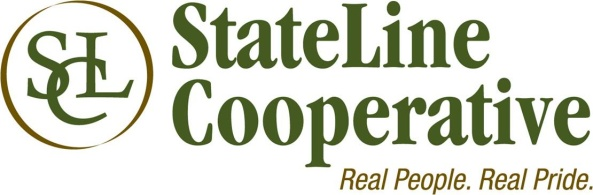 SCL
StateLine
Cooperative
Real People. Real Pride.